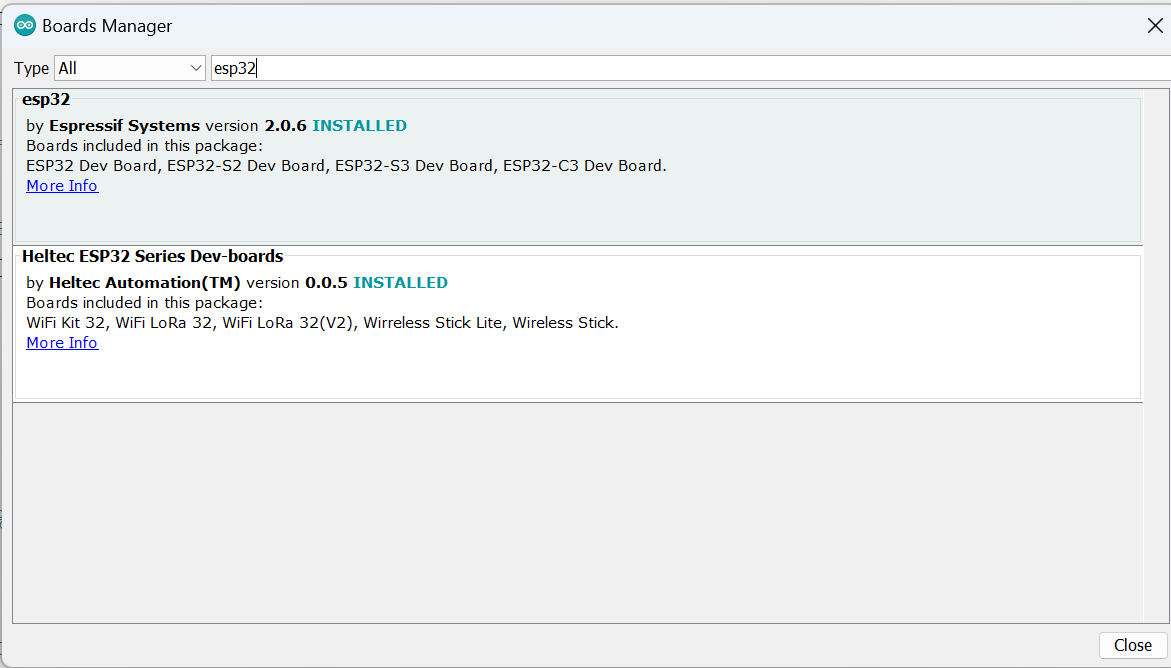 Boards Manager
Type All esp32
esp32
by Espressif Systems version 2.0.6 INSTALLED
Boards included in this package:
ESP32 Dev Board, ESP32-S2 Dev Board, ESP32-S3 Dev Board, ESP32-C3 Dev Board.
More Info
Heltec ESP32 Series Dev-boards
by Heltec Automation(TM) version 0.0.5 INSTALLED
Boards included in this package:
WiFi Kit 32, WiFi LoRa 32, WiFi LoRa 32(V2), Wirreless Stick Lite, Wireless Stick.
More Info
Close